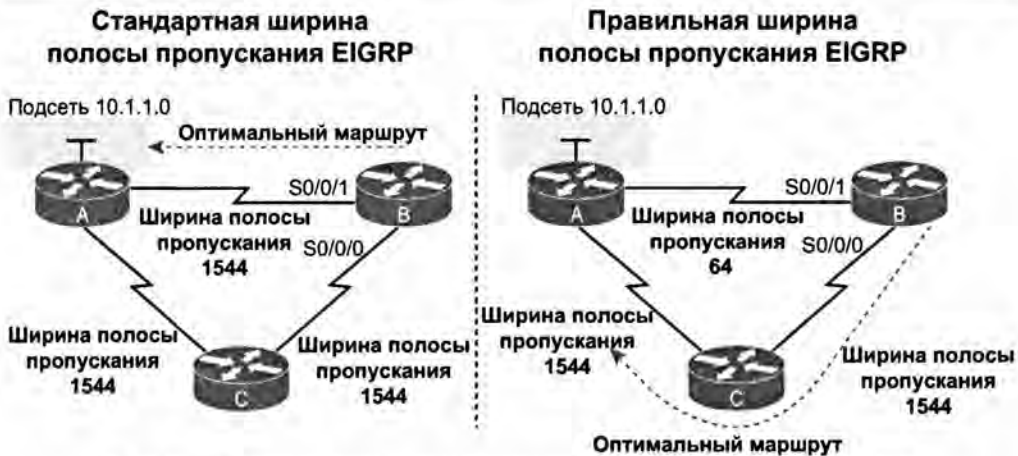 Стандартная ширина
полосы пропускания EIGRP
Подсеть 10.1.1.0
Оптимальный маршрут
S0/0/1
A
B
Ширина полосы
пропускания
1544
S0/0/0
Ширина полосы
пропускания
1544
Ширина полосы
пропускания
1544
C
Правильная ширина
полосы пропускания EIGRP
Подсеть 10.1.1.0
S0/0/1
A
B
Ширина полосы
пропускания
64
S0/0/0
Ширина полосы
пропускания
1544
Ширина полосы
пропускания
1544
C
Оптимальный маршрут